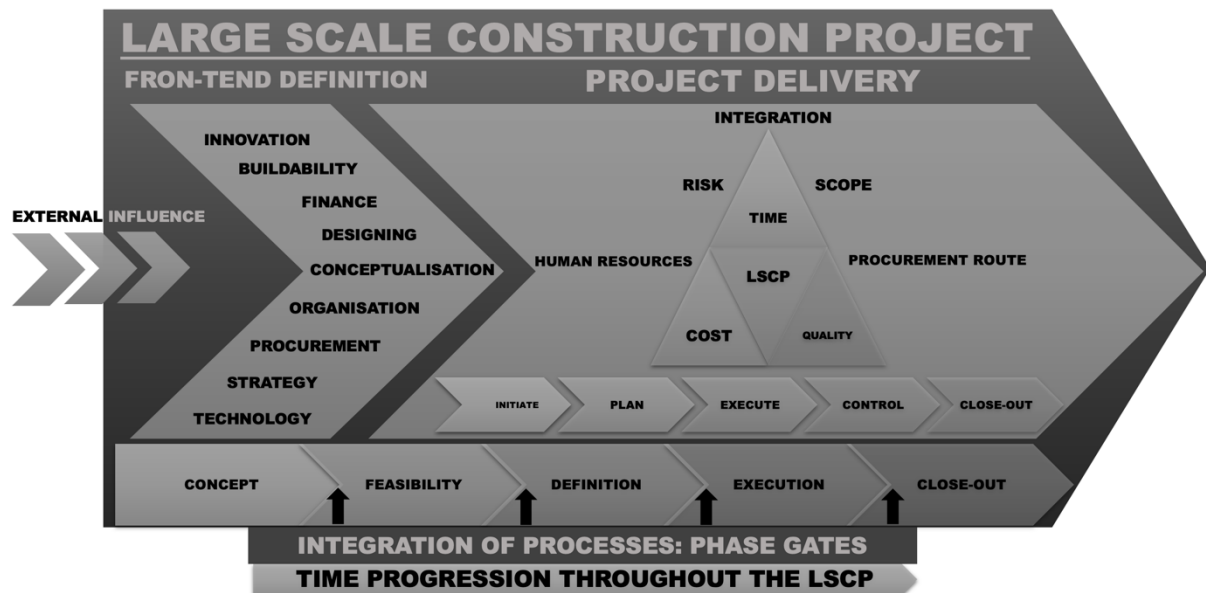 LARGE SCALE CONSTRUCTION PROJECT
FRON-TEND DEFINITION
PROJECT DELIVERY
EXTERNAL INFLUENCE
INNOVATION
BUILDABILITY
FINANCE
DESIGNING
CONCEPTUALISATION
ORGANISATION
PROCUREMENT
STRATEGY
TECHNOLOGY
INTEGRATION
RISK
SCOPE
TIME
HUMAN RESOURCES
LSCP
PROCUREMENT ROUTE
COST
QUALITY
INITIATE
PLAN
EXECUTE
CONTROL
CLOSE-OUT
CONCEPT
FEASIBILITY
DEFINITION
EXECUTION
CLOSE-OUT
INTEGRATION OF PROCESSES: PHASE GATES
TIME PROGRESSION THROUGHOUT THE LSCP